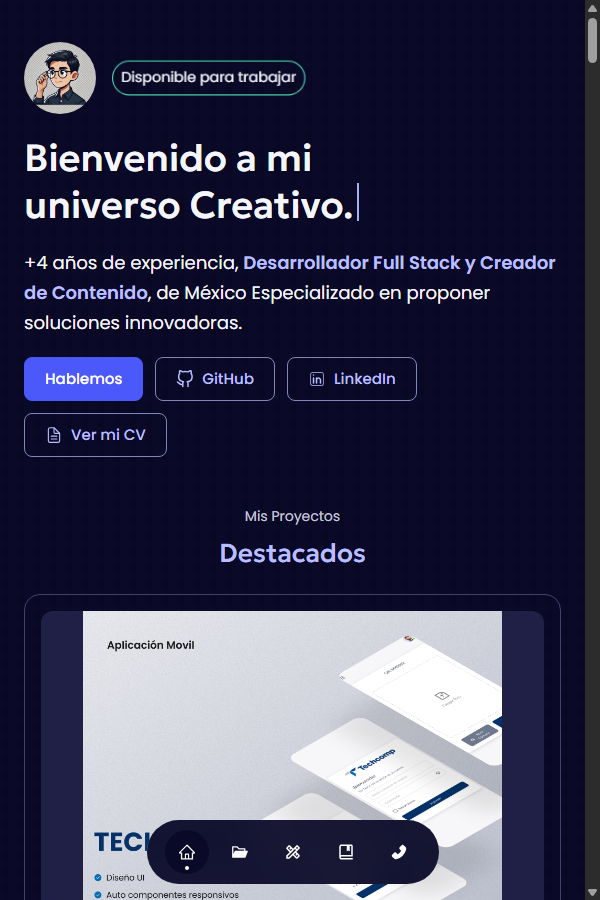 Disponible para trabajar
Bienvenido a mi
universo Creativo.
+4 años de experiencia, Desarrollador Full Stack y Creador
de Contenido, de México Especializado en proponer
soluciones innovadoras.
Hablemos
GitHub
LinkedIn
Ver mi CV
Mis Proyectos
Destacados
Aplicación Movil
Techcomp
Diseño UI
Auto componentes responsivos